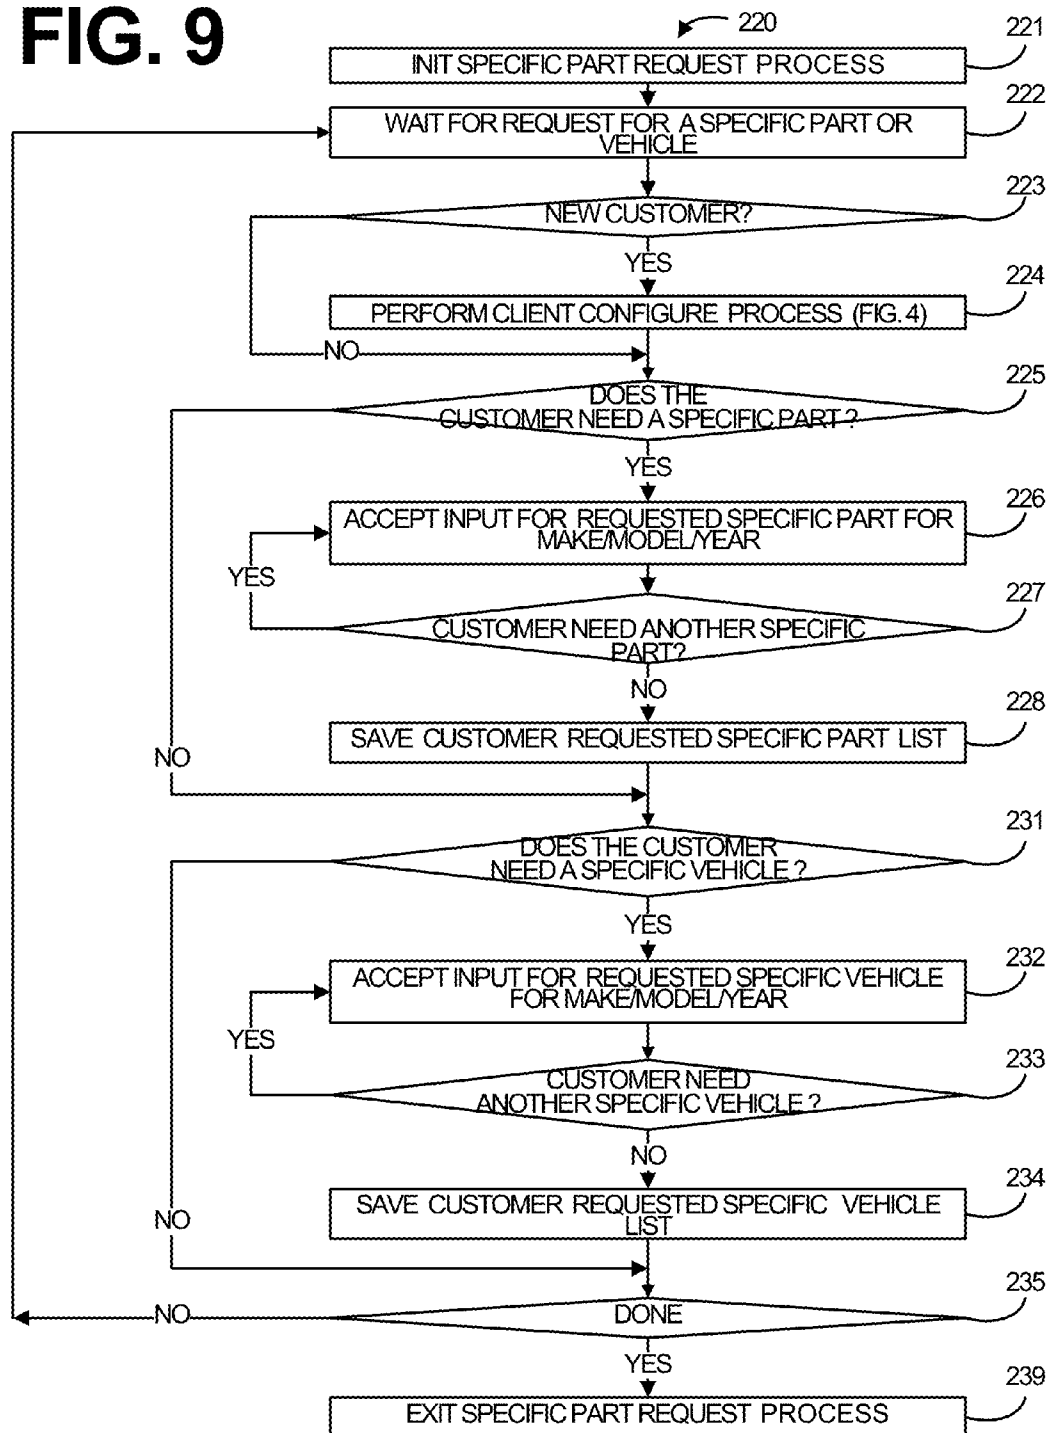 FIG. 9
220
221
INIT SPECIFIC PART REQUEST PROCESS
222
WAIT FOR REQUEST FOR A SPECIFIC PART OR
VEHICLE
223
NEW CUSTOMER?
YES
224
PERFORM CLIENT CONFIGURE PROCESS (FIG. 4)
NO
225
DOES THE
CUSTOMER NEED A SPECIFIC PART ?
YES
226
ACCEPT INPUT FOR REQUESTED SPECIFIC PART FOR
MAKE/MODEL/YEAR
YES
227
CUSTOMER NEED ANOTHER SPECIFIC
PART?
NO
228
SAVE CUSTOMER REQUESTED SPECIFIC PART LIST
NO
231
DOES THE CUSTOMER
NEED A SPECIFIC VEHICLE ?
YES
232
ACCEPT INPUT FOR REQUESTED SPECIFIC VEHICLE
FOR MAKE/MODEL/YEAR
YES
233
CUSTOMER NEED
ANOTHER SPECIFIC VEHICLE ?
NO
234
SAVE CUSTOMER REQUESTED SPECIFIC VEHICLE
LIST
NO
235
DONE
NO
YES
239
EXIT SPECIFIC PART REQUEST PROCESS